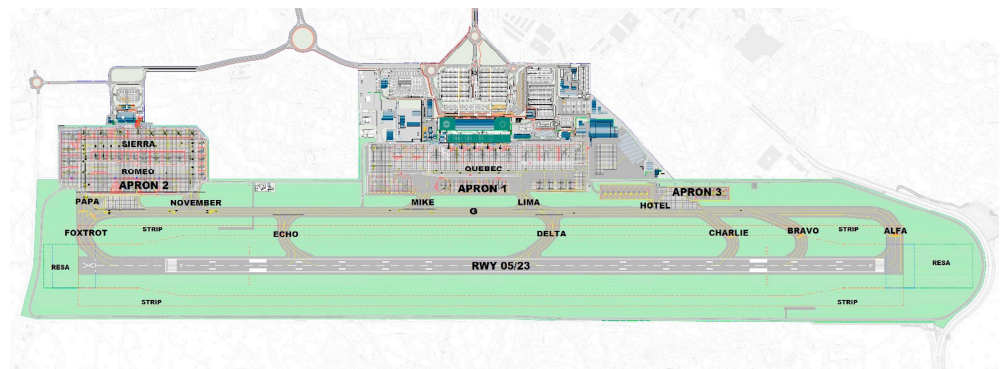 SIERRA
ROMEO
APRON 2
QUEBEC
APRON 1
APRON 3
PAPA
NOVEMBER
MIKE
LIMA
HOTEL
G
FOXTROT
STRIP
ECHO
DELTA
CHARLIE
BRAVO
STRIP
ALFA
RESA
RWY 05/23
RESA
STRIP
STRIP